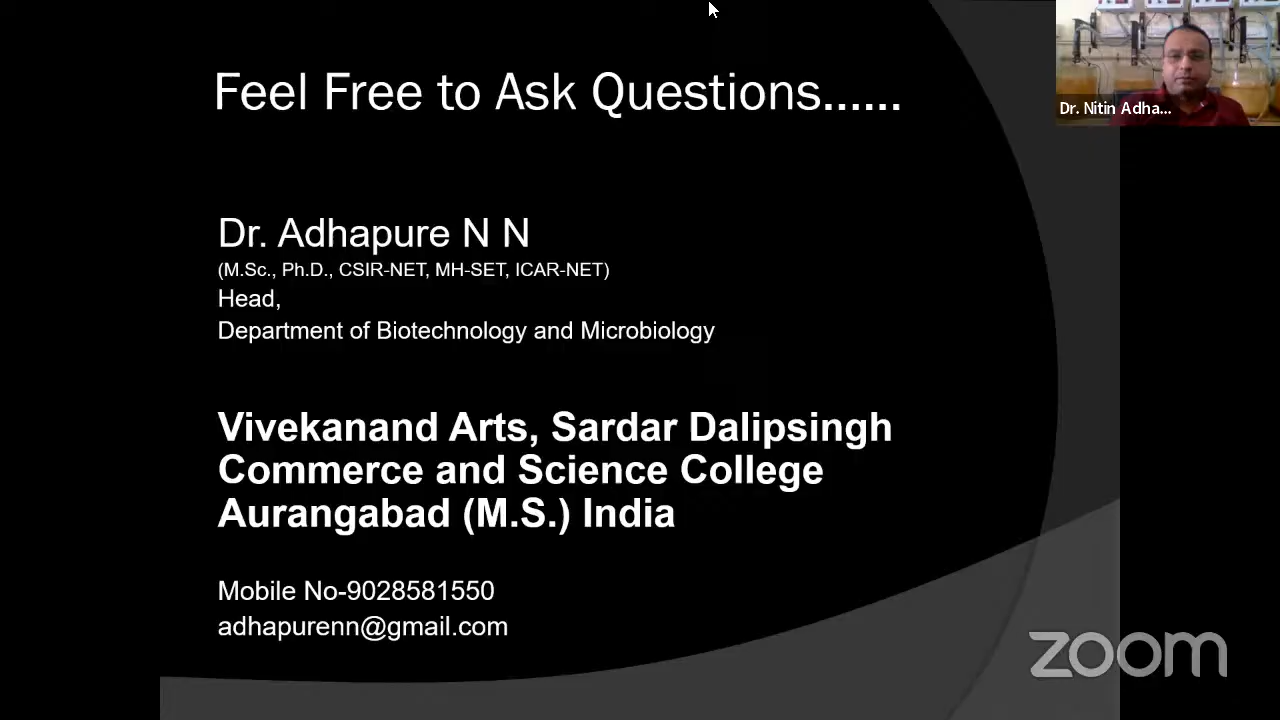 Feel Free to Ask Questions......
Dr. Nitin Adha...
Dr. Adhapure N N
(M.Sc., Ph.D., CSIR-NET, MH-SET, ICAR-NET)
Head,
Department of Biotechnology and Microbiology
Vivekanand Arts, Sardar Dalipsingh
Commerce and Science College
Aurangabad (M.S.) India
Mobile No-9028581550
adhapurenn@gmail.com
zoom